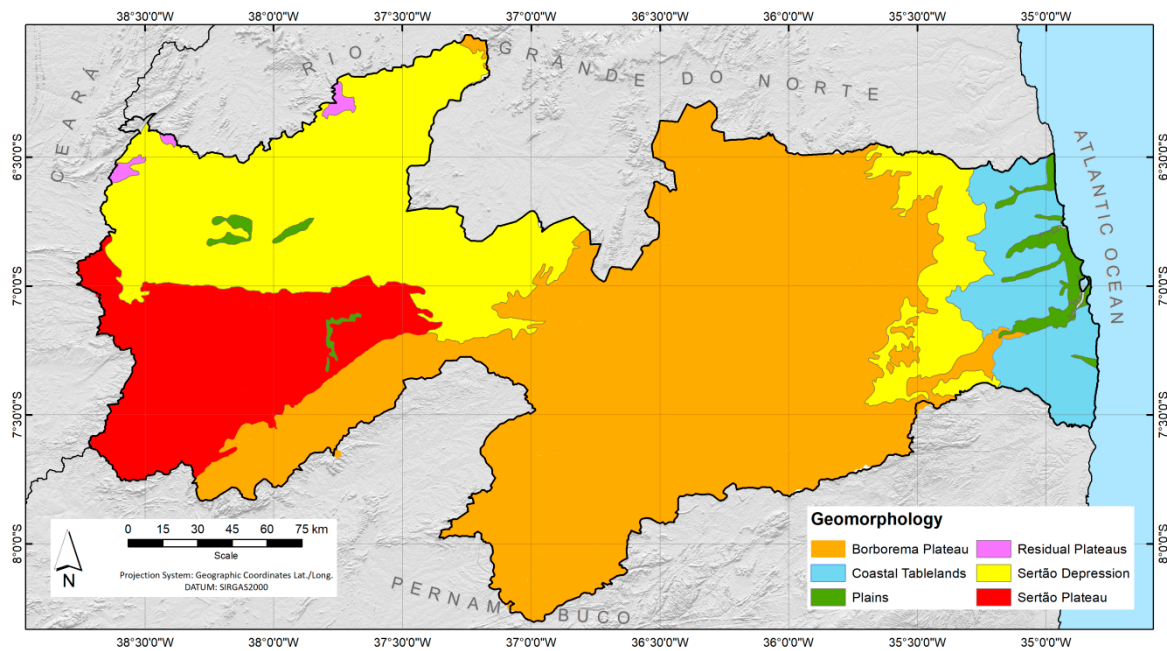 38°30'0"W 38°0'0"W 37°30'0"W 37°0'0"W 36°30'0"W 36°0'0"W 35°30'0"W 35°0'0"W
RIO GRANDE DO NORTE
CEARA
6°30'0"S 6°30'0"S
ATLANTIC OCEAN
7°0'0"S 7°0'0"S
7°30'0"S 7°30'0"S
8°0'0"S 8°0'0"S
0 15 30 45 60 75 km
Scale
N
Projection System: Geographic Coordinates Lat./Long.
DATUM: SIRGAS2000
PERNAMBUCO
Geomorphology
Borborema Plateau
Coastal Tablelands
Plains
Residual Plateaus
Sertão Depression
Sertão Plateau
38°30'0"W 38°0'0"W 37°30'0"W 37°0'0"W 36°30'0"W 36°0'0"W 35°30'0"W 35°0'0"W